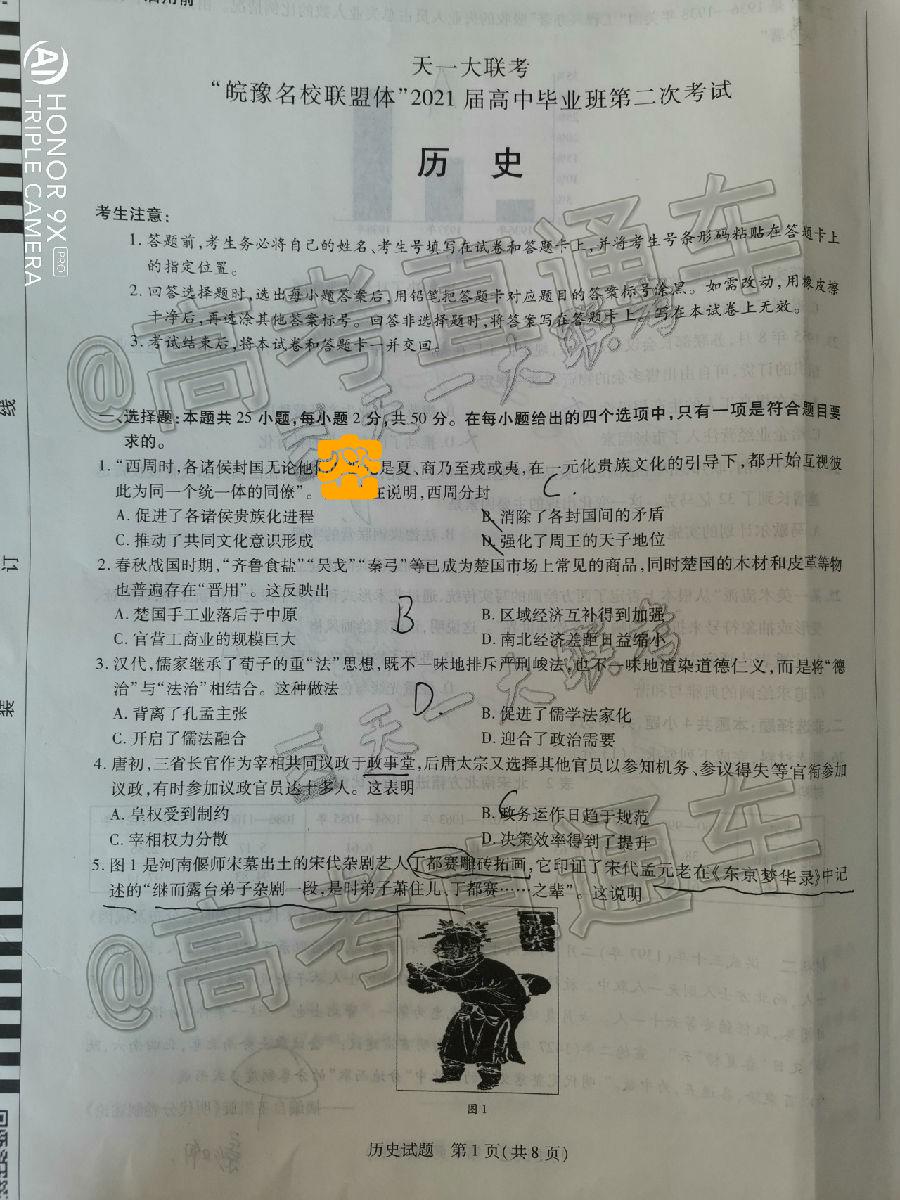 天一大联考
“皖豫名校联盟体”2021届高中毕业班第二次考试
历 史
考生注意:
1. 答题前,考生务必将自己的姓名、考生号填写在试卷和答题卡上,并将考生号条形码粘贴在答题卡上
的指定位置。
2. 回答选择题时,选出每小题答案后,用铅笔把答题卡对应题目的答案标号涂黑。如需改动,用橡皮擦
干净后,再选涂其他答案标号。回答非选择题时,将答案写在答题卡上。写在本试卷上无效。
3. 考试结束后,将本试卷和答题卡一并交回。
一、选择题:本题共25小题,每小题2分,共50分。在每小题给出的四个选项中,只有一项是符合题目要
求的。
1. “西周时,各诸侯封国无论他 是夏、商乃至戎或夷,在一元化贵族文化的引导下,都开始互视彼
此为同一个统一体的同僚”。 在说明,西周分封
C
A. 促进了各诸侯贵族化进程
B. 消除了各封国间的矛盾
C. 推动了共同文化意识形成
D. 强化了周王的天子地位
2. 春秋战国时期,“齐鲁食盐”“吴戈”“秦弓”等已成为楚国市场上常见的商品,同时楚国的木材和皮革等物
也普遍存在“晋用”。这反映出
B
A. 楚国手工业落后于中原
B. 区域经济互补得到加强
C. 官营工商业的规模巨大
D. 南北经济差距日益缩小
3. 汉代,儒家继承了荀子的重“法”思想,既不一味地排斥严刑峻法,也不一味地渲染道德仁义,而是将“德
治”与“法治”相结合。这种做法
D.
A. 背离了孔孟主张
B. 促进了儒学法家化
C. 开启了儒法融合
D. 迎合了政治需要
4. 唐初,三省长官作为宰相共同议政于政事堂,后唐太宗又选择其他官员以参知机务、参议得失等官衔参加
议政,有时参加议政官员达十多人。这表明
C
A. 皇权受到制约
B. 政务运作日趋于规范
C. 宰相权力分散
D. 决策效率得到了提升
5. 图1是河南偃师宋墓出土的宋代杂剧艺人丁都赛雕砖拓画,它印证了宋代孟元老在《东京梦华录》中记
述的“继而露台弟子杂剧一段,是时弟子萧住儿、丁都赛……之辈”。这说明
图1
历史试题 第1页(共8页)
线
订
装
密
@高考直通车
@高考直通车
HONOR 9X PRO
TRIPLE CAMERA
AI